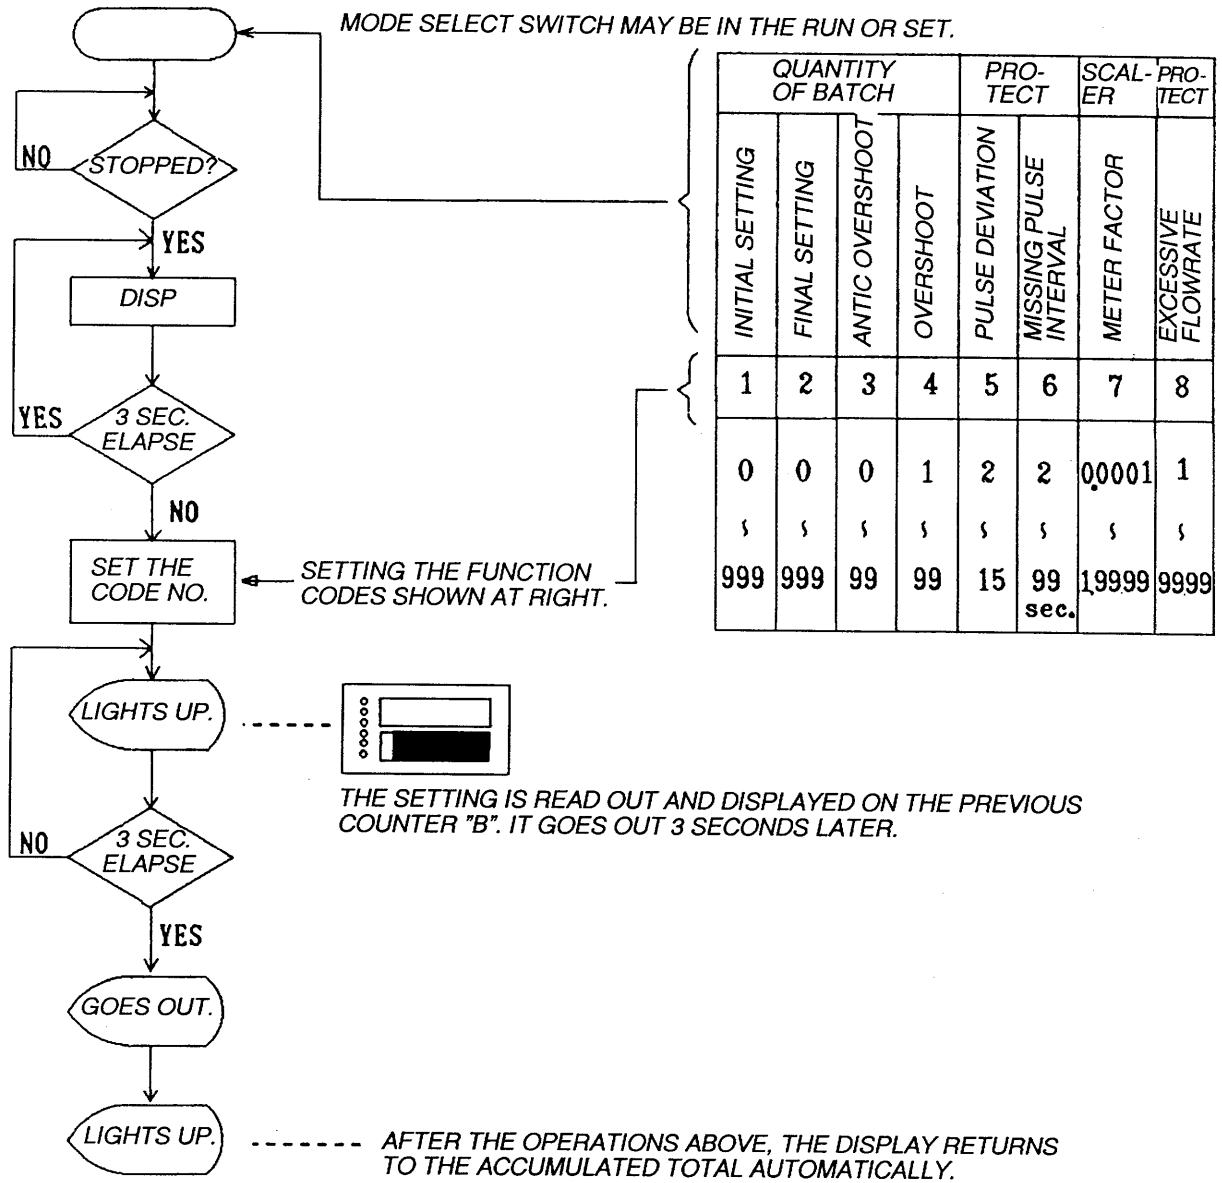 MODE SELECT SWITCH MAY BE IN THE RUN OR SET.
STOPPED?
NO
YES
DISP
3 SEC.
ELAPSE
YES
NO
SET THE
CODE NO.
SETTING THE FUNCTION
CODES SHOWN AT RIGHT.
QUANTITY
OF BATCH
PRO-
TECT
SCAL-
ER
PRO-
TECT
INITIAL SETTING
FINAL SETTING
ANTIC OVERSHOOT
OVERSHOOT
PULSE DEVIATION
MISSING PULSE
INTERVAL
METER FACTOR
EXCESSIVE
FLOWRATE
1 2 3 4 5 6 7 8
0 0 0 1 2 2 0.0001 1
~ ~ ~ ~ ~ ~ ~ ~
999 999 99 99 15 99 1.9999 9999
sec.
LIGHTS UP.
THE SETTING IS READ OUT AND DISPLAYED ON THE PREVIOUS
COUNTER "B". IT GOES OUT 3 SECONDS LATER.
3 SEC.
ELAPSE
NO
YES
GOES OUT.
LIGHTS UP.
AFTER THE OPERATIONS ABOVE, THE DISPLAY RETURNS
TO THE ACCUMULATED TOTAL AUTOMATICALLY.